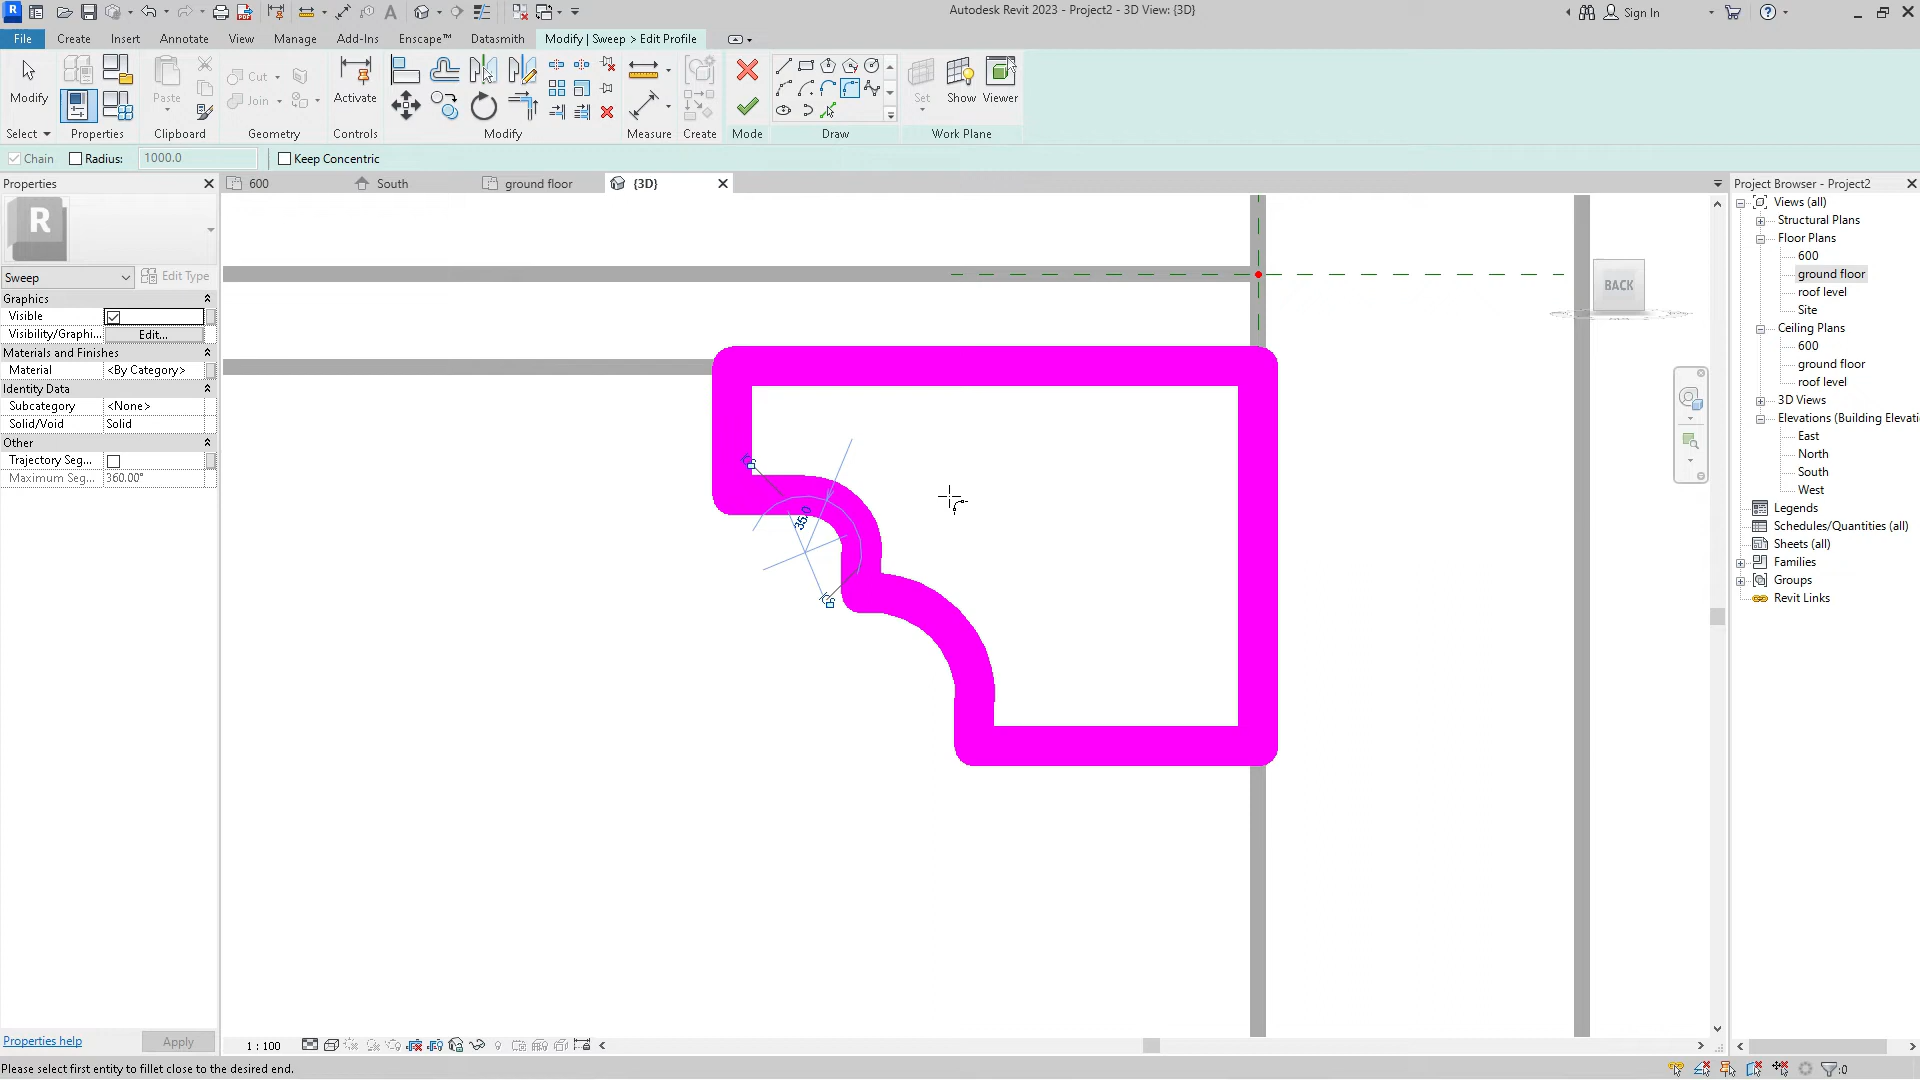 Autodesk Revit 2023 - Project2 - 3D View: {3D}
Sign In
File
Create
Insert
Annotate
View
Manage
Add-Ins
Enscape™
Datasmith
Modify | Sweep > Edit Profile
Modify
Paste
Cut
Join
Activate
Set
Show
Viewer
Select
Properties
Clipboard
Geometry
Controls
Modify
Measure
Create
Mode
Draw
Work Plane
Chain
Radius:
1000.0
Keep Concentric
Properties
600
South
ground floor
{3D}
Project Browser - Project2
R
Sweep
Edit Type
Graphics
Visible
Visibility/Graphi...
Edit...
Materials and Finishes
Material
<By Category>
Identity Data
Subcategory
<None>
Solid/Void
Solid
Other
Trajectory Seg...
Maximum Seg...
360.00°
Properties help
Apply
35.0
BACK
Views (all)
Structural Plans
Floor Plans
600
ground floor
roof level
Site
Ceiling Plans
600
ground floor
roof level
3D Views
Elevations (Building Elevati
East
North
South
West
Legends
Schedules/Quantities (all)
Sheets (all)
Families
Groups
Revit Links
1 : 100
Please select first entity to fillet close to the desired end.
:0